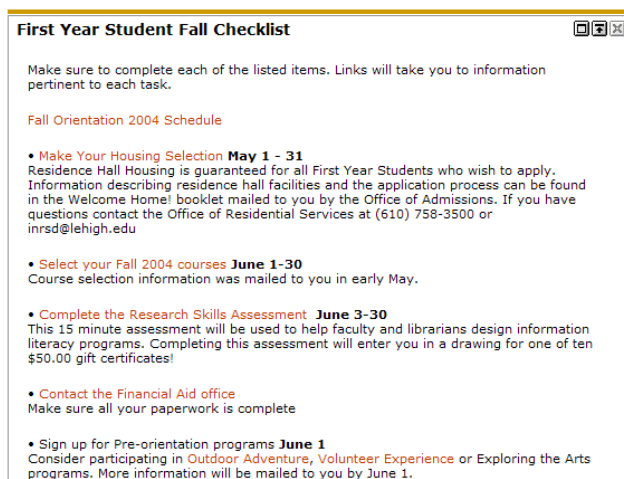 First Year Student Fall Checklist
Make sure to complete each of the listed items. Links will take you to information
pertinent to each task.
Fall Orientation 2004 Schedule
• Make Your Housing Selection May 1 - 31
Residence Hall Housing is guaranteed for all First Year Students who wish to apply.
Information describing residence hall facilities and the application process can be found
in the Welcome Home! booklet mailed to you by the Office of Admissions. If you have
questions contact the Office of Residential Services at (610) 758-3500 or
inrsd@lehigh.edu
• Select your Fall 2004 courses June 1-30
Course selection information was mailed to you in early May.
• Complete the Research Skills Assessment June 3-30
This 15 minute assessment will be used to help faculty and librarians design information
literacy programs. Completing this assessment will enter you in a drawing for one of ten
$50.00 gift certificates!
• Contact the Financial Aid office
Make sure all your paperwork is complete
• Sign up for Pre-orientation programs June 1
Consider participating in Outdoor Adventure, Volunteer Experience or Exploring the Arts
programs. More information will be mailed to you by June 1.